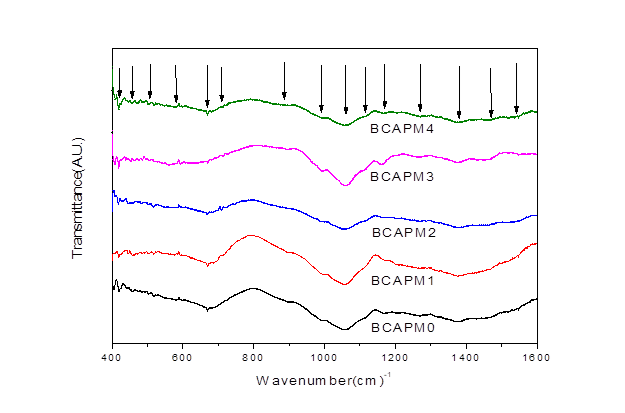 BCAPM4
BCAPM3
BCAPM2
BCAPM1
BCAPM0
Transmittance(A.U.)
400 600 800 1000 1200 1400 1600
Wavenumber(cm)-1